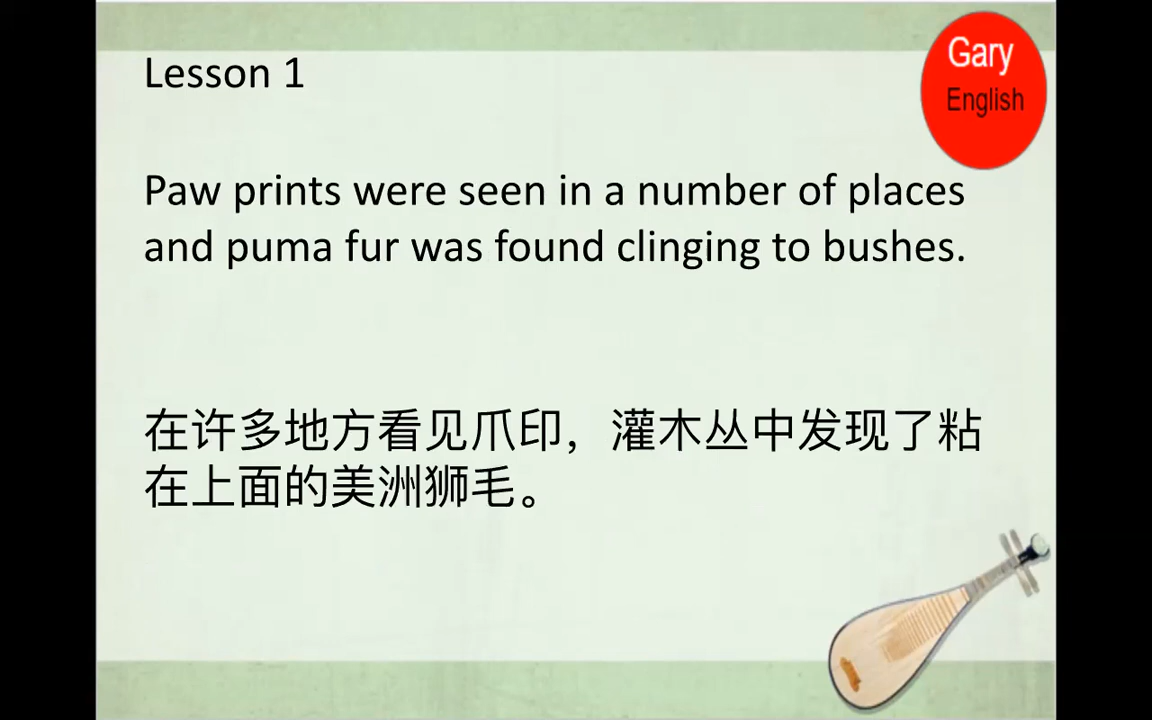 Gary
English
Lesson 1
Paw prints were seen in a number of places
and puma fur was found clinging to bushes.
在许多地方看见爪印，灌木丛中发现了粘
在上面的美洲狮毛。